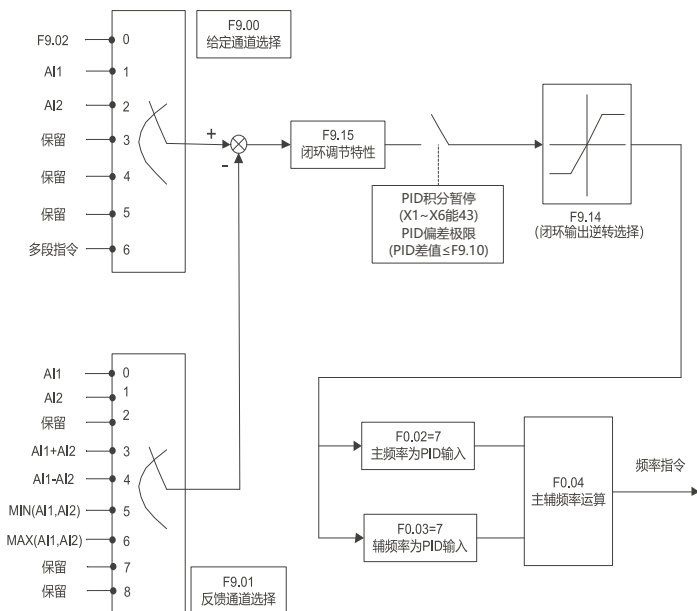 F9.02
0
AI1
1
AI2
2
保留
3
保留
4
保留
5
多段指令
6
F9.00
给定通道选择
+
-
F9.15
闭环调节特性
PID积分暂停
(X1~X6能43)
PID偏差极限
(PID差值≤F9.10)
F9.14
(闭环输出逆转选择)
AI1
0
AI2
1
保留
2
AI1+AI2
3
AI1-AI2
4
MIN(AI1,AI2)
5
MAX(AI1,AI2)
6
保留
7
保留
8
F9.01
反馈通道选择
F0.02=7
主频率为PID输入
F0.03=7
辅频率为PID输入
F0.04
主辅频率运算
频率指令